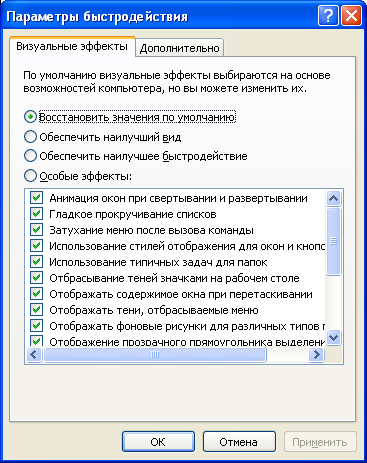 Параметры быстродействия
Визуальные эффекты
Дополнительно
По умолчанию визуальные эффекты выбираются на основе
возможностей компьютера, но вы можете изменить их.
Восстановить значения по умолчанию
Обеспечить наилучший вид
Обеспечить наилучшее быстродействие
Особые эффекты:
Анимация окон при свертывании и развертывании
Гладкое прокручивание списков
Затухание меню после вызова команды
Использование стилей отображения для окон и кнопо
Использование типичных задач для папок
Отбрасывание теней значками на рабочем столе
Отображать содержимое окна при перетаскивании
Отображать тени, отбрасываемые меню
Отображать фоновые рисунки для различных типов
Отображение прозрачного прямоугольника выделени
ОК
Отмена
Применить